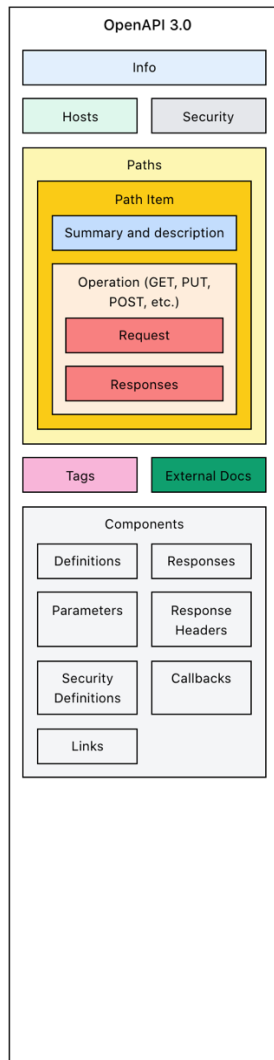 OpenAPI 3.0
Info
Hosts
Security
Paths
Path Item
Summary and description
Operation (GET, PUT,
POST, etc.)
Request
Responses
Tags
External Docs
Components
Definitions
Responses
Parameters
Response
Headers
Security
Definitions
Callbacks
Links